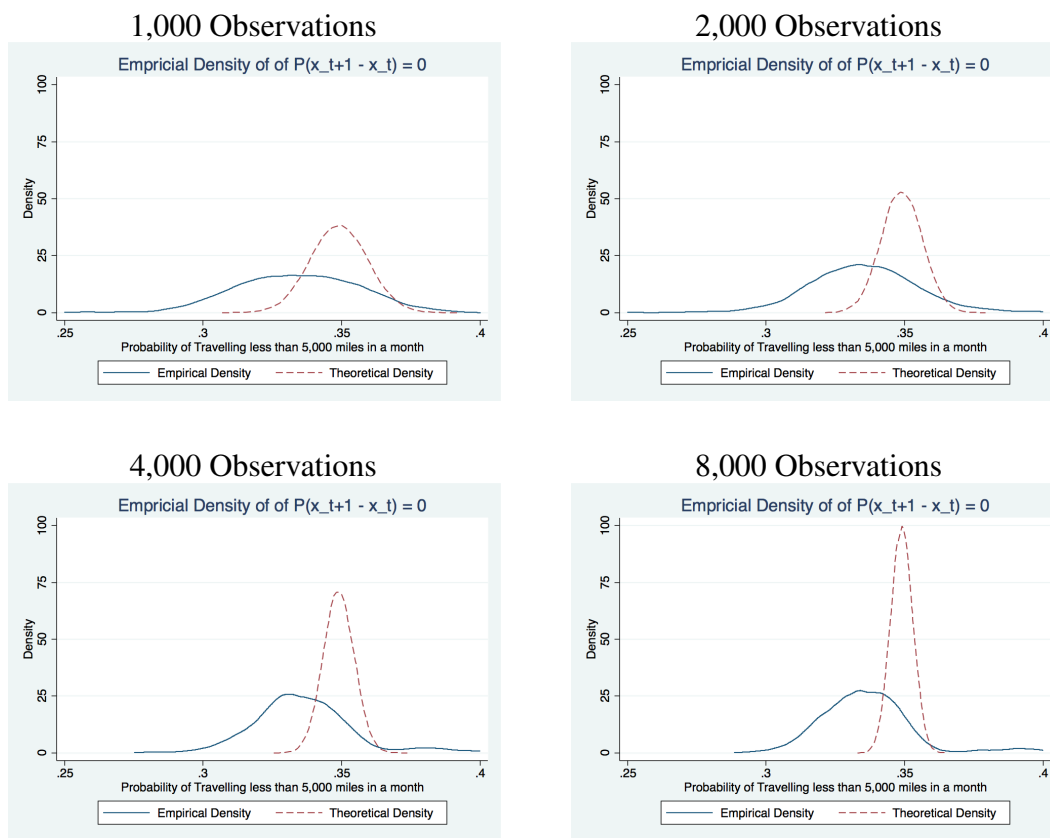 1,000 Observations
Empricial Density of of P(x_t+1 - x_t) = 0
100
75
50
25
0
Density
.25
.3
.35
.4
Probability of Travelling less than 5,000 miles in a month
Empirical Density
Theoretical Density
2,000 Observations
Empricial Density of of P(x_t+1 - x_t) = 0
100
75
50
25
0
Density
.25
.3
.35
.4
Probability of Travelling less than 5,000 miles in a month
Empirical Density
Theoretical Density
4,000 Observations
Empricial Density of of P(x_t+1 - x_t) = 0
100
75
50
25
0
Density
.25
.3
.35
.4
Probability of Travelling less than 5,000 miles in a month
Empirical Density
Theoretical Density
8,000 Observations
Empricial Density of of P(x_t+1 - x_t) = 0
100
75
50
25
0
Density
.25
.3
.35
.4
Probability of Travelling less than 5,000 miles in a month
Empirical Density
Theoretical Density